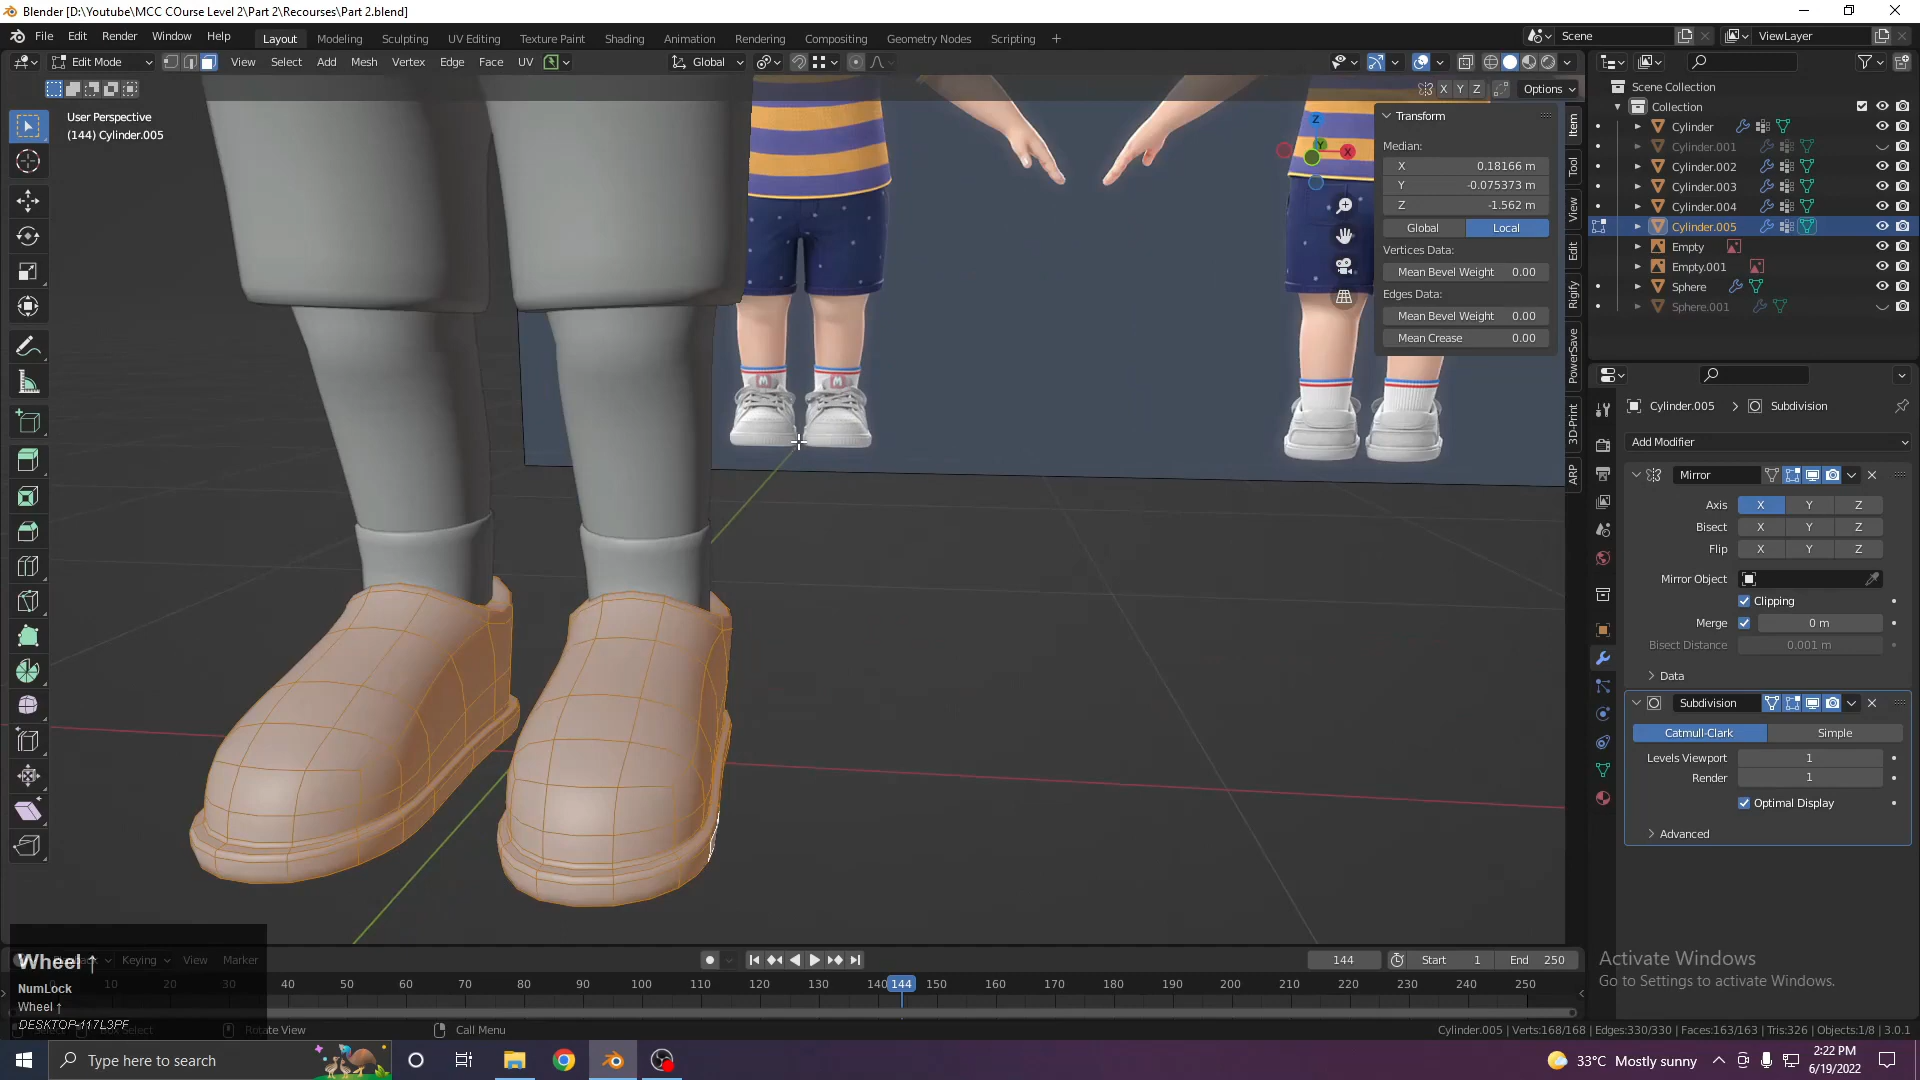 Blender [D:\Youtube\MCC COurse Level 2\Part 2\Recourses\Part 2.blend]
File Edit Render Window Help Layout Modeling Sculpting UV Editing Texture Paint Shading Animation Rendering Compositing Geometry Nodes Scripting + Scene ViewLayer
Edit Mode View Select Add Mesh Vertex Edge Face UV Global
X Y Z Options
User Perspective
(144) Cylinder.005
Transform
Median:
X 0.18166 m
Y -0.075373 m
Z -1.562 m
Global Local
Vertices Data:
Mean Bevel Weight 0.00
Edges Data:
Mean Bevel Weight 0.00
Mean Crease 0.00
Item
Tool
View
Edit
Rigify
PowerSave
3D-Print
ARP
Z
Y
X
M M
Scene Collection
Collection
Cylinder
Cylinder.001
Cylinder.002
Cylinder.003
Cylinder.004
Cylinder.005
Empty
Empty.001
Sphere
Sphere.001
Cylinder.005 Subdivision
Add Modifier
Mirror
Axis X Y Z
Bisect X Y Z
Flip X Y Z
Mirror Object
Clipping
Merge 0 m
Bisect Distance 0.001 m
Data
Subdivision
Catmull-Clark Simple
Levels Viewport 1
Render 1
Optimal Display
Advanced
Activate Windows
Go to Settings to activate Windows.
Wheel ↑
NumLock
Wheel ↑
DESKTOP-117L3PF
Keying View Marker 144 Start 1 End 250
10 20 30 40 50 60 70 80 90 100 110 120 130 140 144 150 160 170 180 190 200 210 220 230 240 250
Select Rotate View Call Menu Cylinder.005 | Verts:168/168 | Edges:330/330 | Faces:163/163 | Tris:326 | Objects:1/8 | 3.0.1
Type here to search 33°C Mostly sunny 2:22 PM
6/19/2022